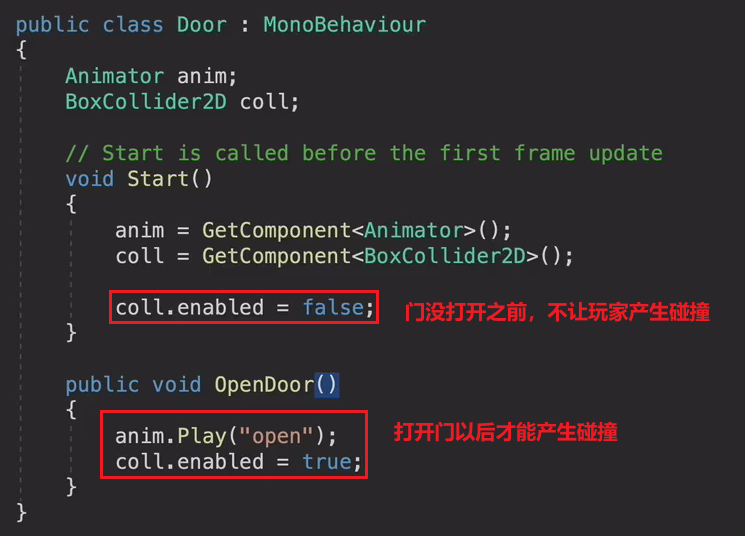 public class Door : MonoBehaviour
{
Animator anim;
BoxCollider2D coll;
// Start is called before the first frame update
void Start()
{
anim = GetComponent<Animator>();
coll = GetComponent<BoxCollider2D>();
coll.enabled = false; 门没打开之前，不让玩家产生碰撞
}
public void OpenDoor()
{
anim.Play("open"); 打开门以后才能产生碰撞
coll.enabled = true;
}
}